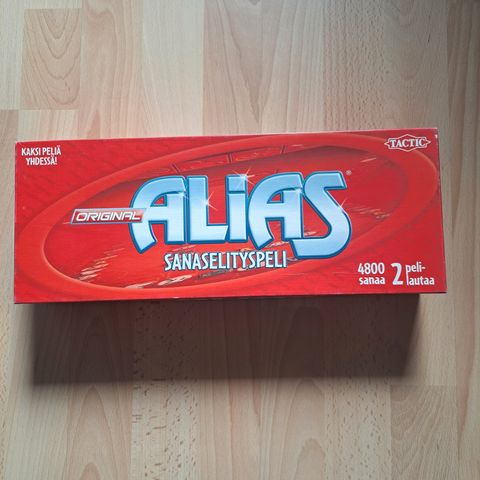 KAKSI PELIÄ
YHDESSÄ!
TACTIC
ORIGINAL
ALiAS®
SANASELITYSPELI
4800
sanaa
2 peli-
lautaa